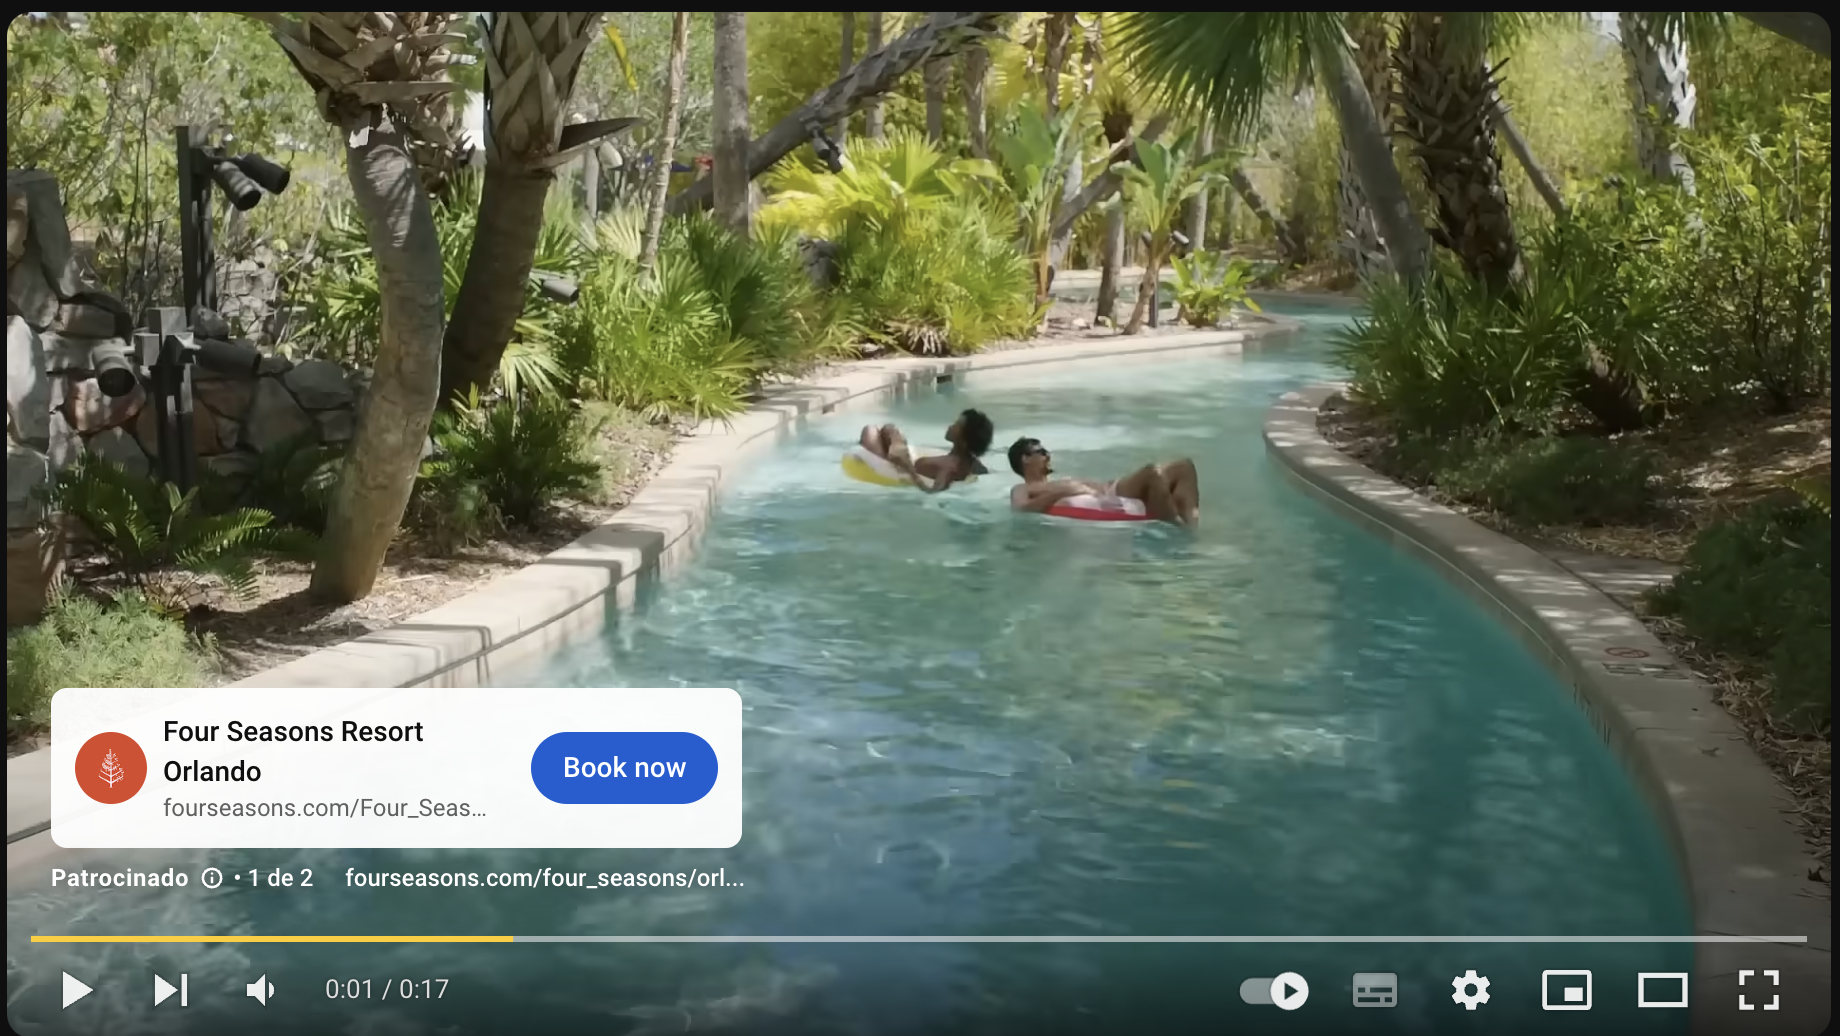 Four Seasons Resort
Orlando
fourseasons.com/Four_Seas...
Book now
Patrocinado • 1 de 2 fourseasons.com/four_seasons/orl...
0:01 / 0:17